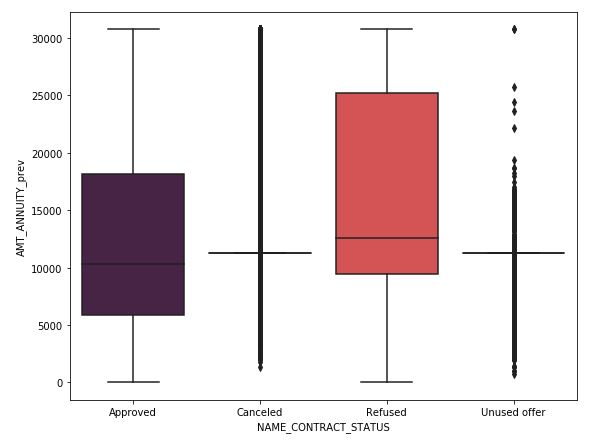 AMT_ANNUITY_prev
30000
25000
20000
15000
10000
5000
0
Approved Canceled Refused Unused offer
NAME_CONTRACT_STATUS